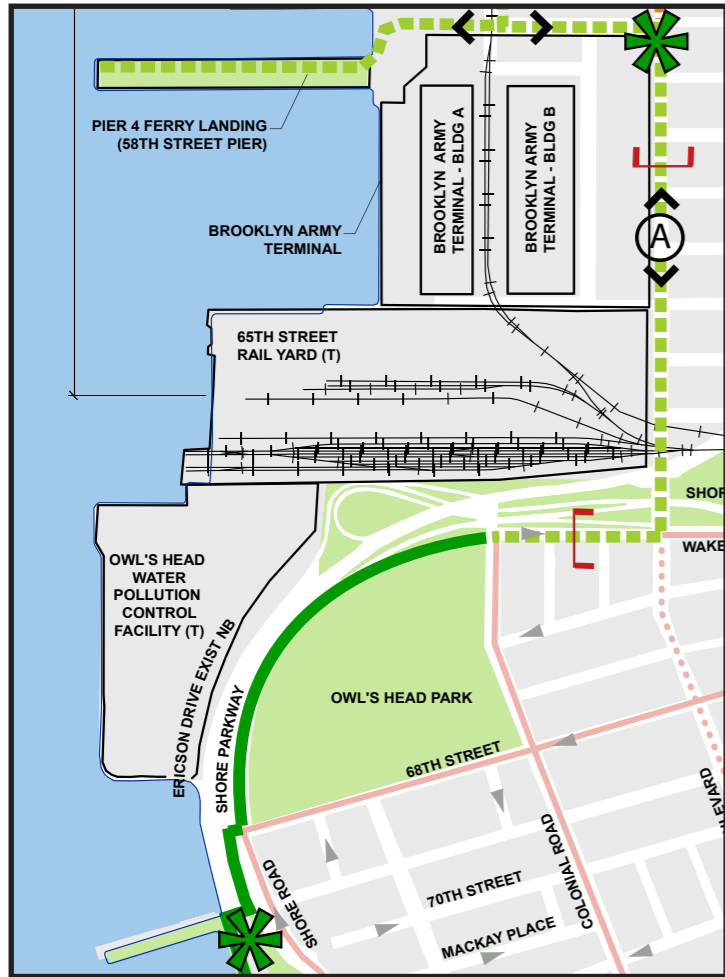 PIER 4 FERRY LANDING
(58TH STREET PIER)
BROOKLYN ARMY
TERMINAL - BLDG A
BROOKLYN ARMY
TERMINAL - BLDG B
BROOKLYN ARMY
TERMINAL
A
65TH STREET
RAIL YARD (T)
SHOR
WAKE
OWL'S HEAD
WATER
POLLUTION
CONTROL
FACILITY (T)
ERICSON DRIVE EXIST NB
SHORE PARKWAY
OWL'S HEAD PARK
68TH STREET
EVARD
SHORE ROAD
70TH STREET
COLONIAL ROAD
MACKAY PLACE